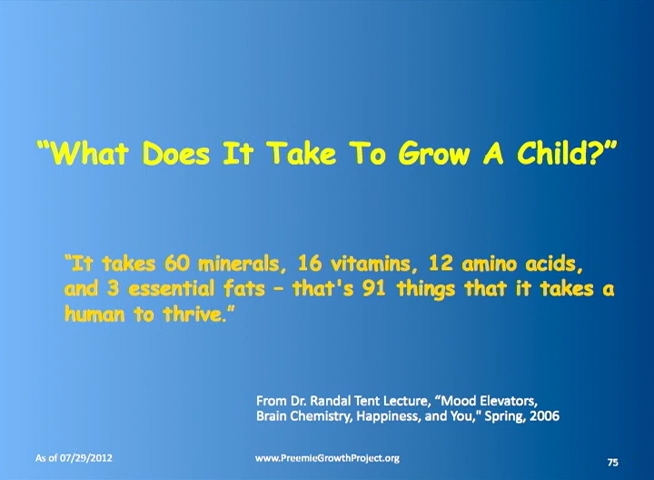 “What Does It Take To Grow A Child?”
“It takes 60 minerals, 16 vitamins, 12 amino acids,
and 3 essential fats – that's 91 things that it takes a
human to thrive.”
From Dr. Randal Tent Lecture, “Mood Elevators,
Brain Chemistry, Happiness, and You," Spring, 2006
As of 07/29/2012
www.PreemieGrowthProject.org
75